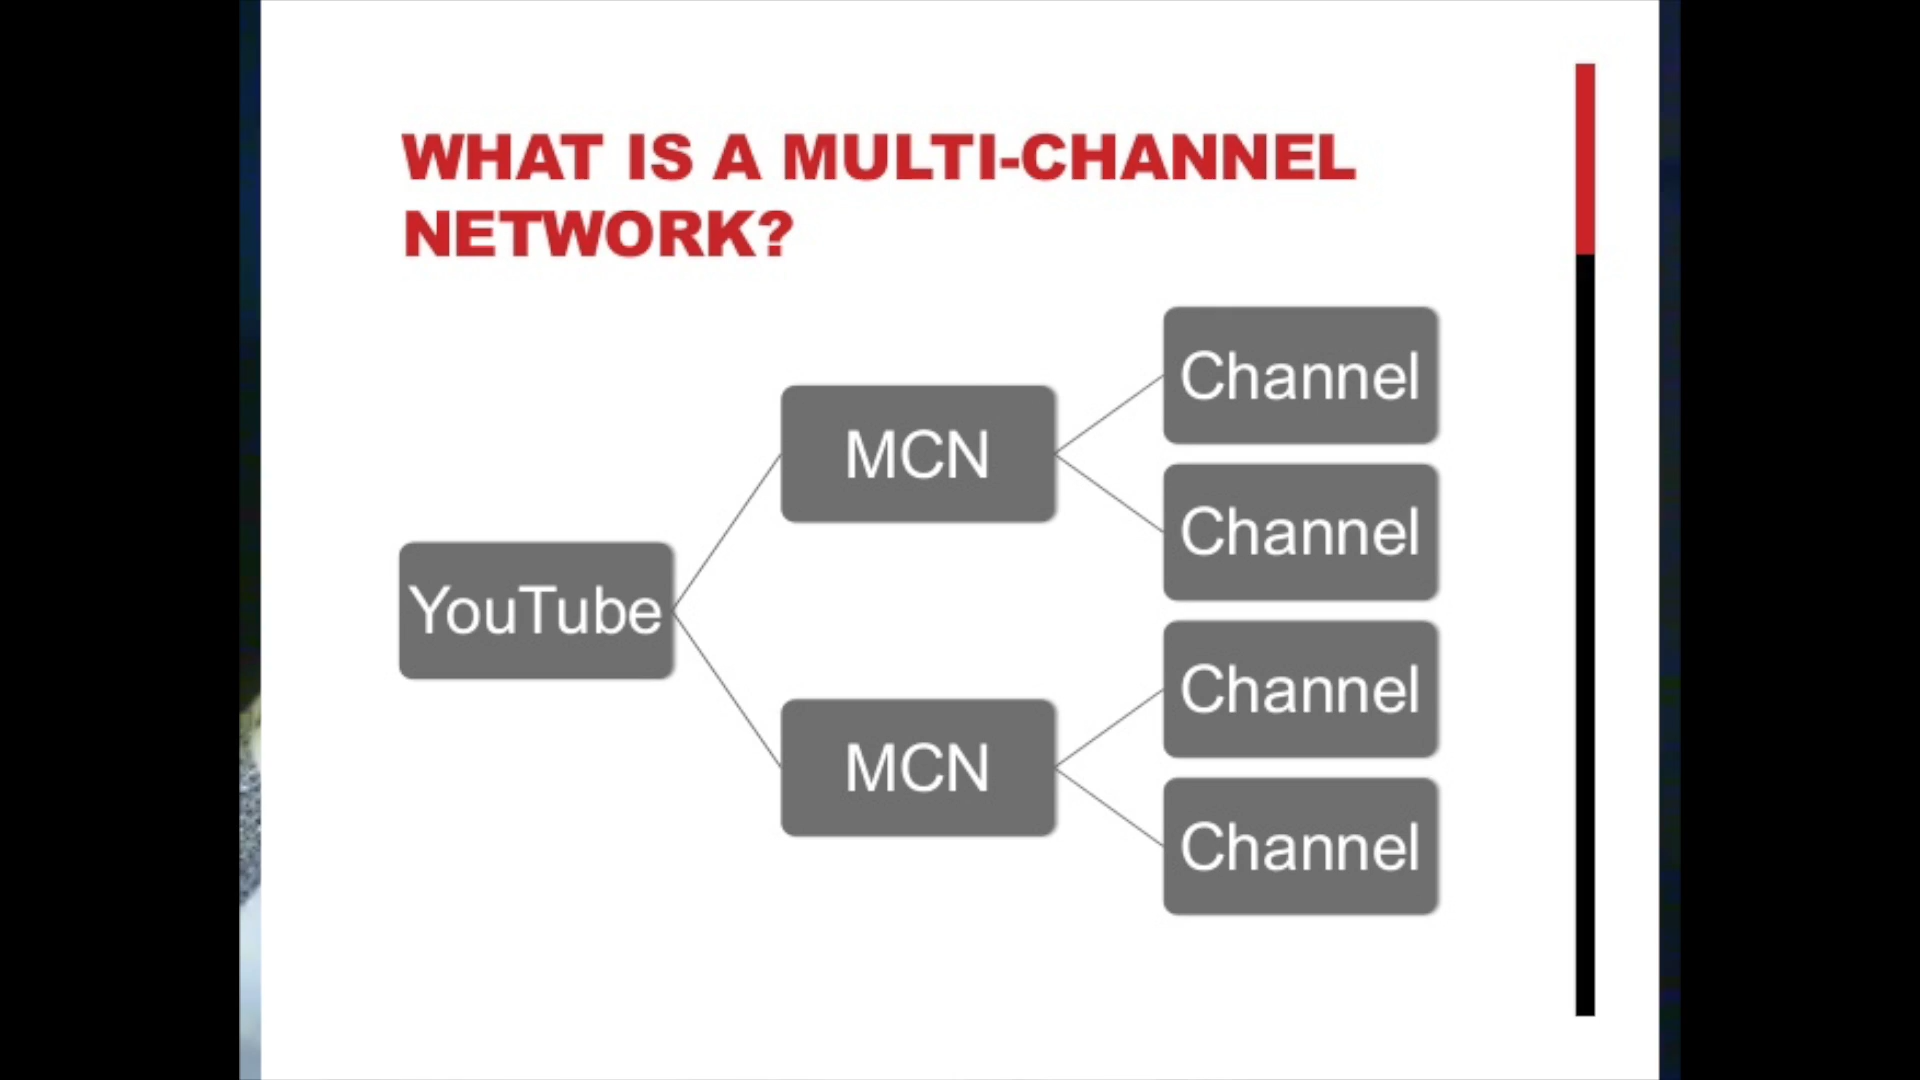 WHAT IS A MULTI-CHANNEL
NETWORK?
YouTube
MCN
Channel
Channel
MCN
Channel
Channel